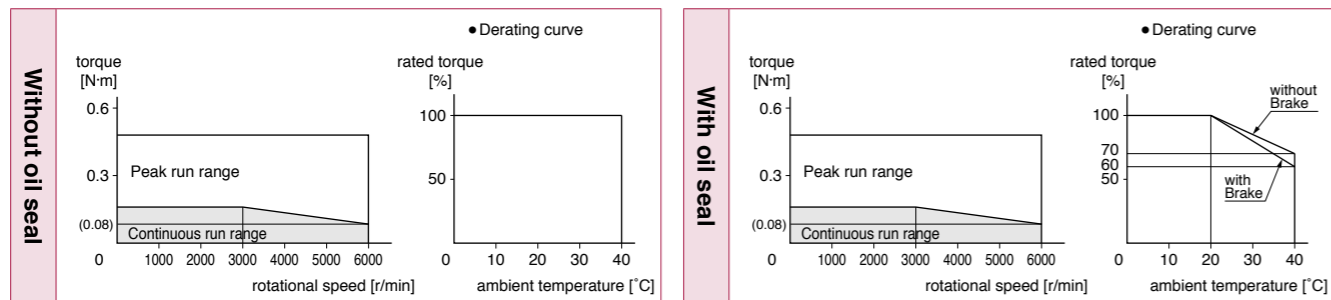 Without oil seal
● Derating curve
torque
[N·m]
rated torque
[%]
0.6
0.3
(0.08)
0
Peak run range
Continuous run range
1000 2000 3000 4000 5000 6000
rotational speed [r/min]
100
50
0
10 20 30 40
ambient temperature [˚C]
With oil seal
● Derating curve
torque
[N·m]
rated torque
[%]
0.6
0.3
(0.08)
0
Peak run range
Continuous run range
1000 2000 3000 4000 5000 6000
rotational speed [r/min]
without
Brake
100
70
60
50
with
Brake
0
10 20 30 40
ambient temperature [˚C]